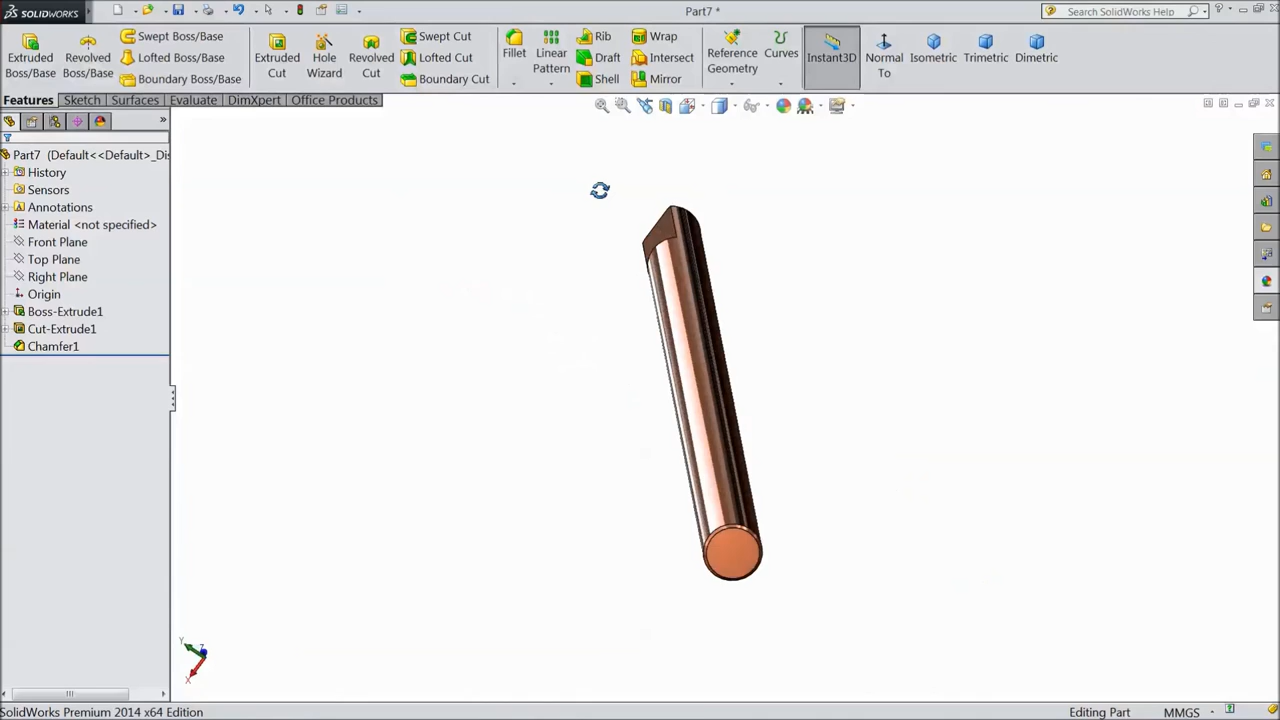 SOLIDWORKS
Part7 *
Search SolidWorks Help
Extruded Boss/Base
Revolved Boss/Base
Swept Boss/Base
Lofted Boss/Base
Boundary Boss/Base
Extruded Cut
Hole Wizard
Revolved Cut
Swept Cut
Lofted Cut
Boundary Cut
Fillet
Linear Pattern
Rib
Draft
Shell
Wrap
Intersect
Mirror
Reference Geometry
Curves
Instant3D
Normal To
Isometric
Trimetric
Dimetric
Features
Sketch
Surfaces
Evaluate
DimXpert
Office Products
Part7 (Default<<Default>_Dis
History
Sensors
Annotations
Material <not specified>
Front Plane
Top Plane
Right Plane
Origin
Boss-Extrude1
Cut-Extrude1
Chamfer1
Y
Z
X
SolidWorks Premium 2014 x64 Edition
Editing Part
MMGS